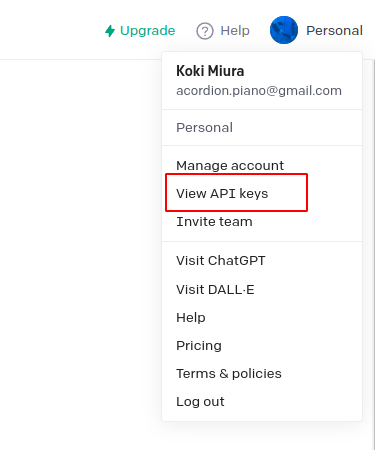 Upgrade ? Help Personal
Koki Miura
acordion.piano@gmail.com
Personal
Manage account
View API keys
Invite team
Visit ChatGPT
Visit DALL·E
Help
Pricing
Terms & policies
Log out